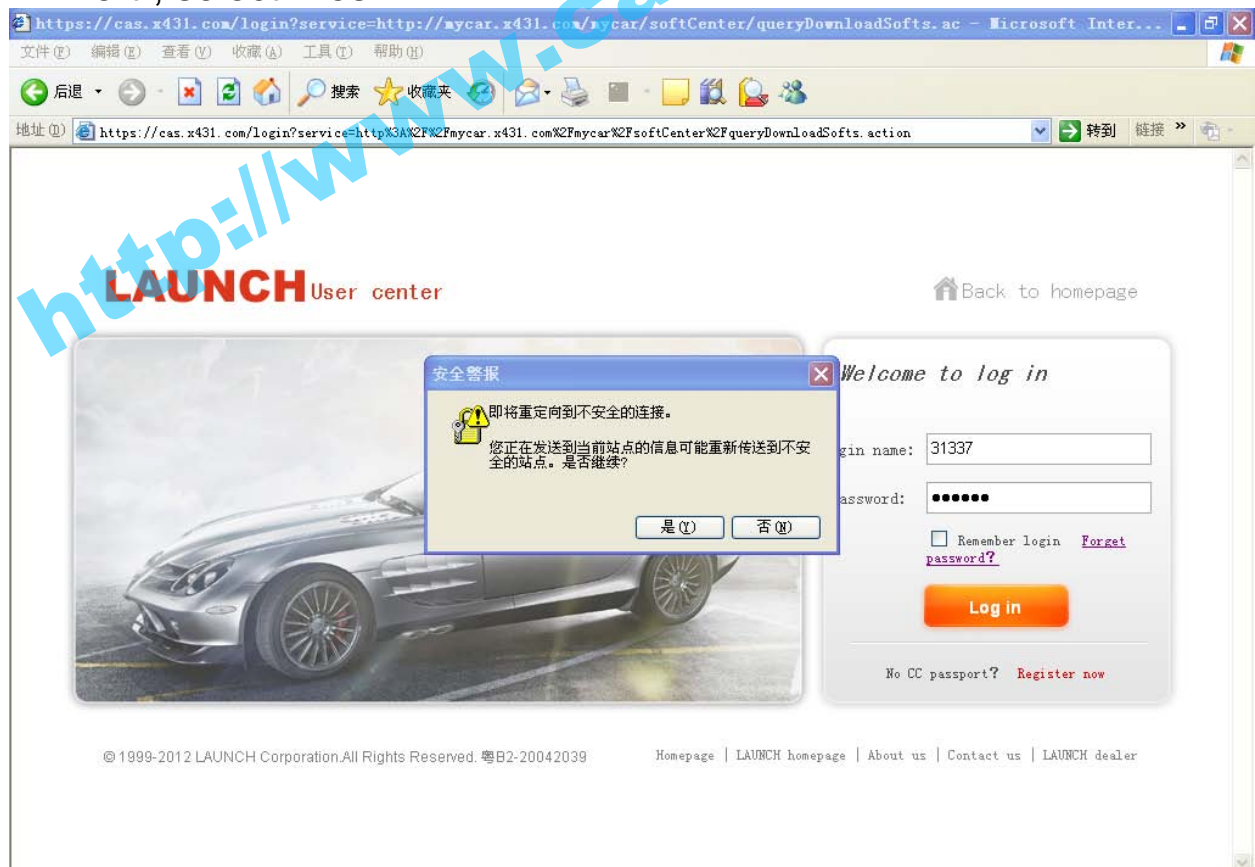 https://cas.x431.com/login?service=http://mycar.x431.com/mycar/softCenter/queryDownloadSofts.ac - Microsoft Inter...
文件(F) 编辑(E) 查看(V) 收藏(A) 工具(T) 帮助(H)
后退 搜索 收藏夹
地址(D) https://cas.x431.com/login?service=http%3A%2F%2Fmycar.x431.com%2Fmycar%2FsoftCenter%2FqueryDownloadSofts.action 转到 链接 »
http://www.ca
LAUNCH User center
Back to homepage
安全警报
即将重定向到不安全的连接。
您正在发送到当前站点的信息可能重新传送到不安
全的站点。是否继续?
是(Y) 否(N)
Welcome to log in
gin name: 31337
assword: ●●●●●●
Remember login Forget
password?
Log in
No CC passport? Register now
© 1999-2012 LAUNCH Corporation.All Rights Reserved. 粤B2-20042039
Homepage | LAUNCH homepage | About us | Contact us | LAUNCH dealer